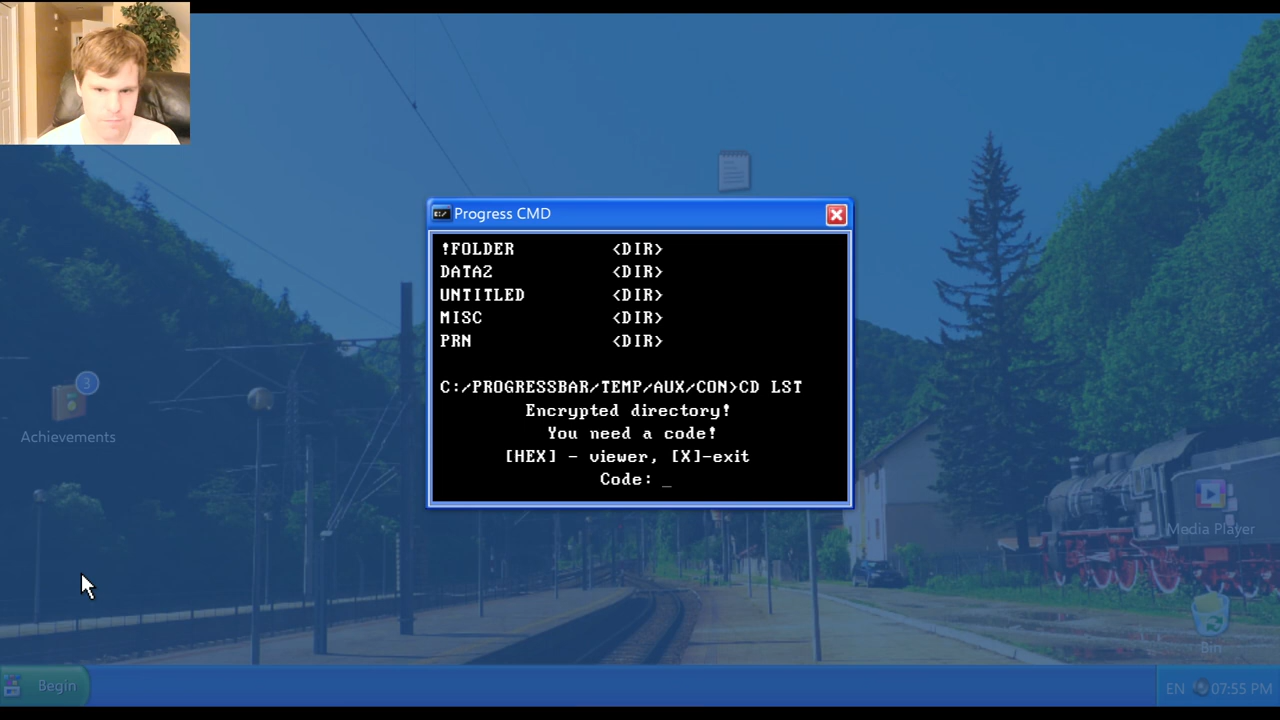 Progress CMD
!FOLDER <DIR>
DATA2 <DIR>
UNTITLED <DIR>
MISC <DIR>
PRN <DIR>
C:/PROGRESSBAR/TEMP/AUX/CON>CD LST
Encrypted directory!
You need a code!
[HEX] - viewer, [X]-exit
Code: _
3
Achievements
Media Player
Bin
Begin
EN 07:55 PM